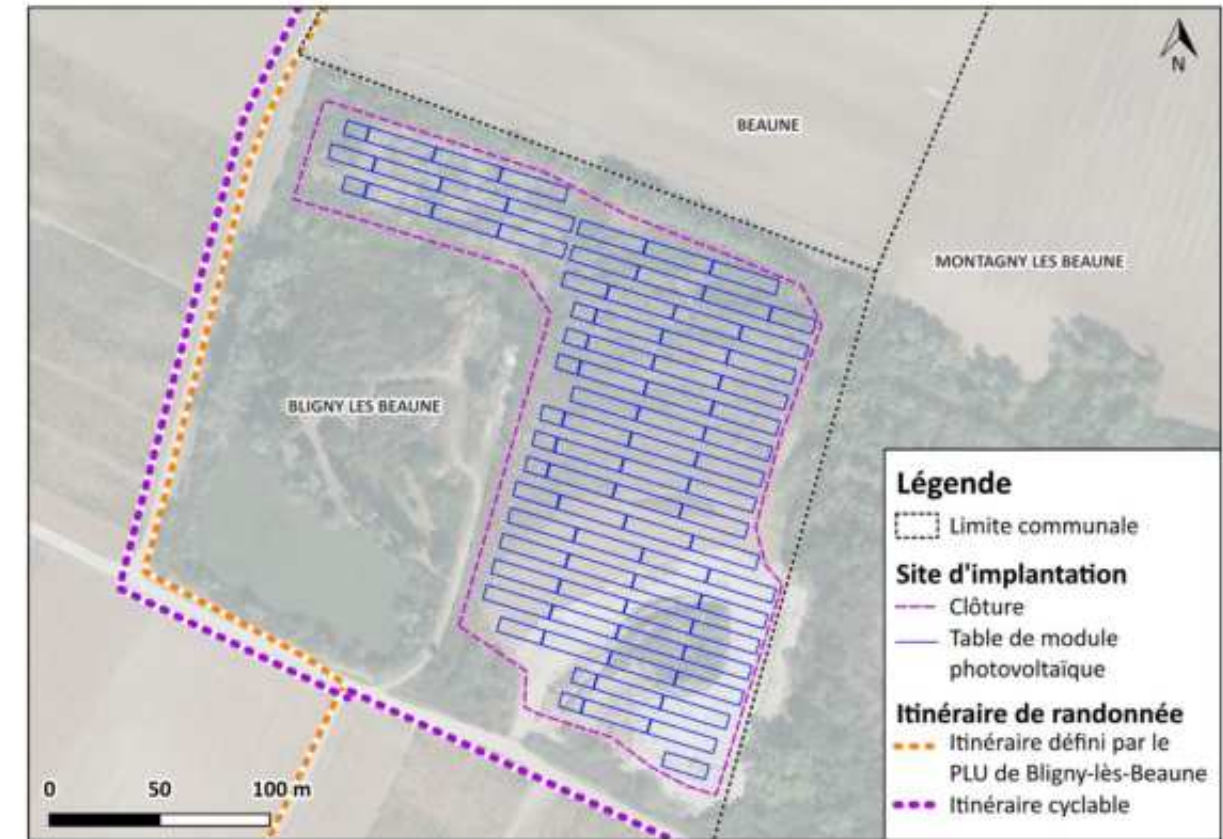 N
BEAUNE
MONTAGNY LES BEAUNE
BLIGNY LES BEAUNE
Légende
Limite communale
Site d'implantation
Clôture
Table de module
photovoltaïque
Itinéraire de randonnée
Itinéraire défini par le
PLU de Bligny-lès-Beaune
Itinéraire cyclable
0 50 100 m